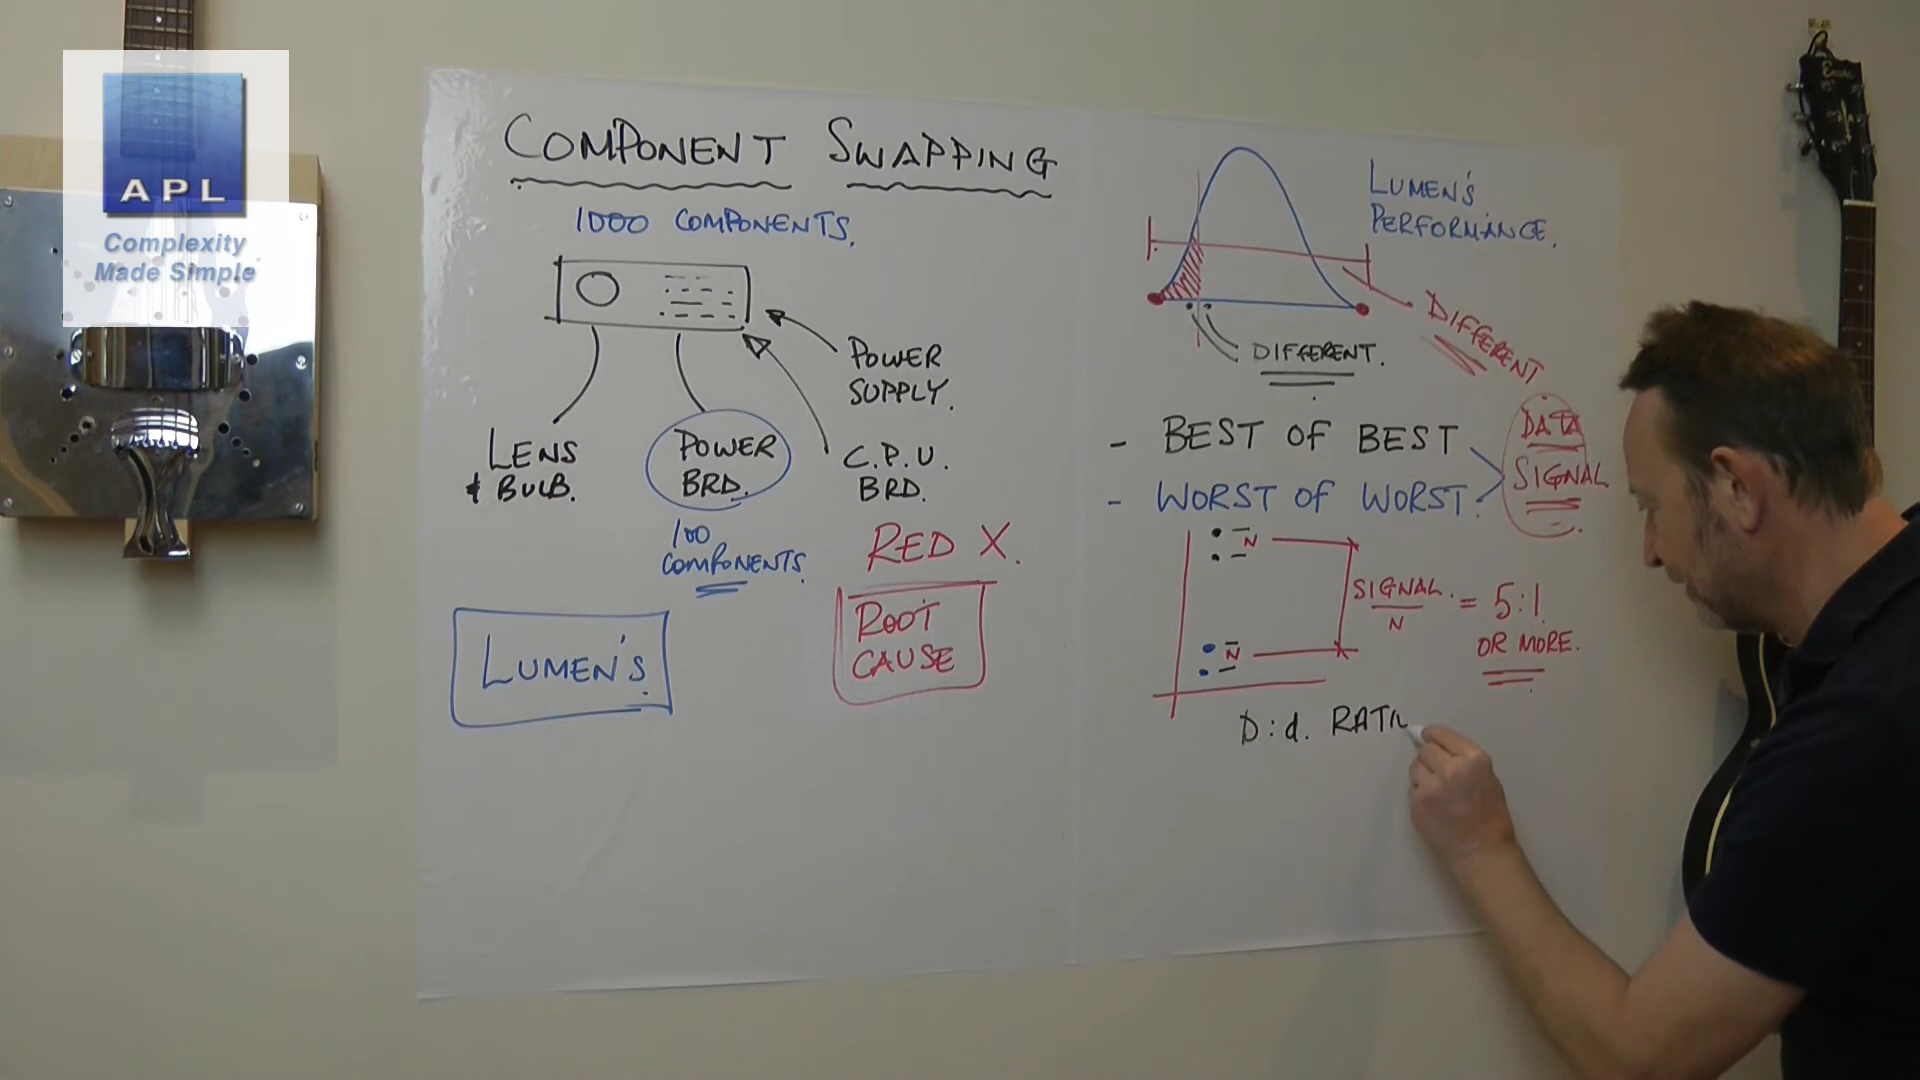 APL
Complexity
Made Simple
COMPONENT SWAPPING
1000 COMPONENTS.
POWER
SUPPLY.
LENS
& BULB.
POWER
BRD.
C.P.U.
BRD.
100
COMPONENTS.
RED X.
ROOT
CAUSE
LUMEN'S.
LUMEN'S
PERFORMANCE.
DIFFERENT
DIFFERENT.
- BEST OF BEST
- WORST OF WORST.
DATA
SIGNAL
N
N
SIGNAL.
N
= 5:1
OR MORE.
D:d. RATI